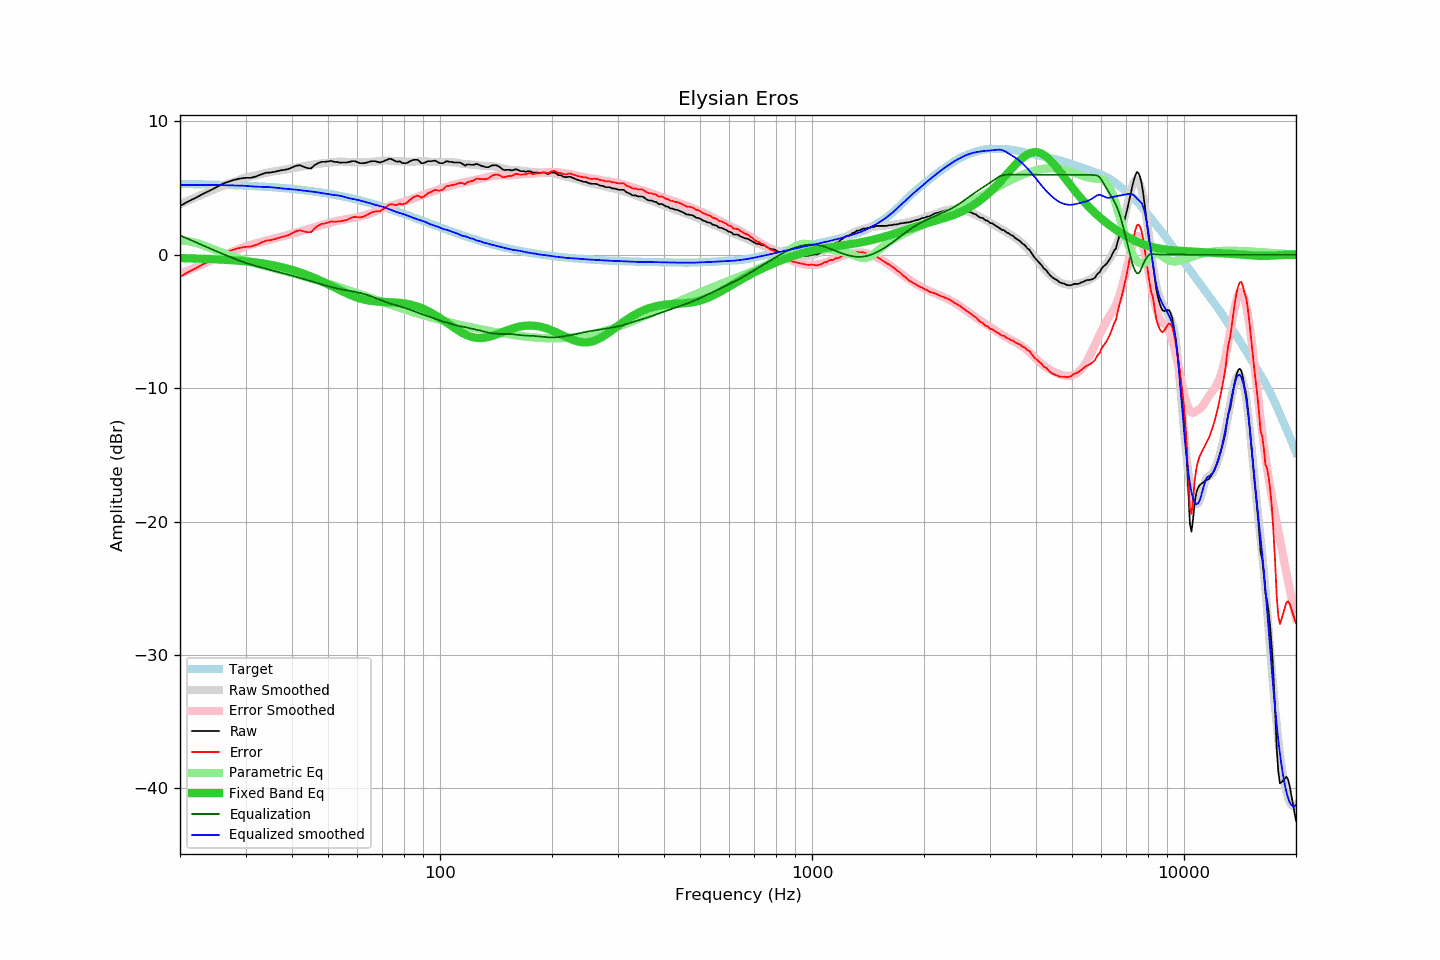 Elysian Eros
10
0
−10
−20
−30
−40
Amplitude (dBr)
Target
Raw Smoothed
Error Smoothed
Raw
Error
Parametric Eq
Fixed Band Eq
Equalization
Equalized smoothed
100
1000
10000
Frequency (Hz)